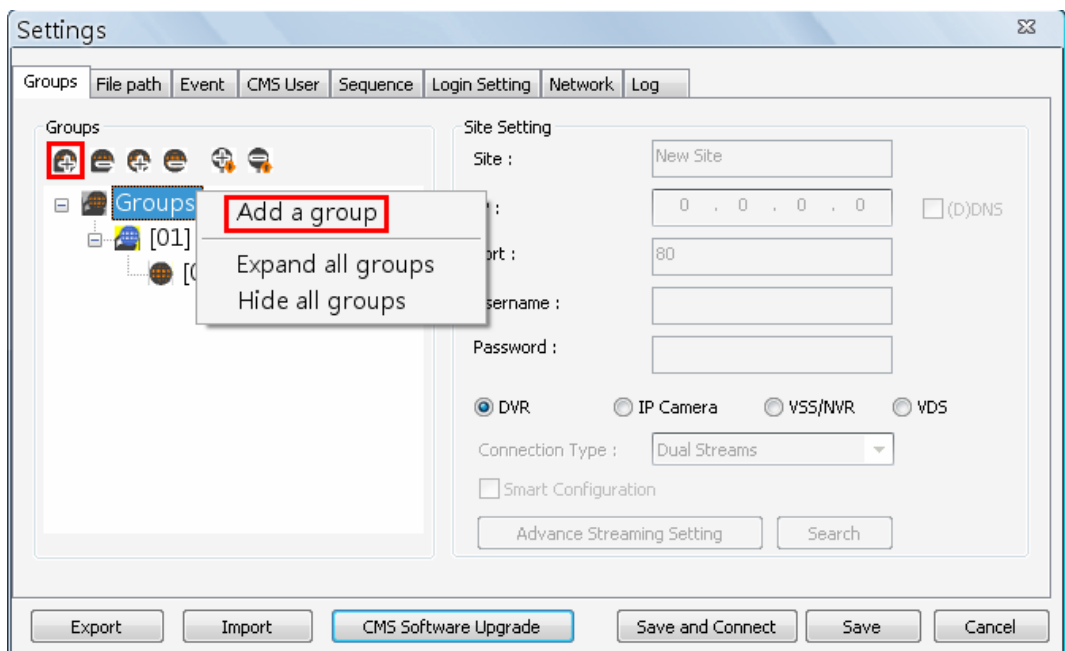 Settings
Groups File path Event CMS User Sequence Login Setting Network Log
Groups
Site Setting
Site :
New Site
Groups
Add a group
:
0 . 0 . 0 . 0
(D)DNS
[01]
Expand all groups
ort :
80
Hide all groups
sername :
Password :
DVR
IP Camera
VSS/NVR
VDS
Connection Type :
Dual Streams
Smart Configuration
Advance Streaming Setting
Search
Export
Import
CMS Software Upgrade
Save and Connect
Save
Cancel